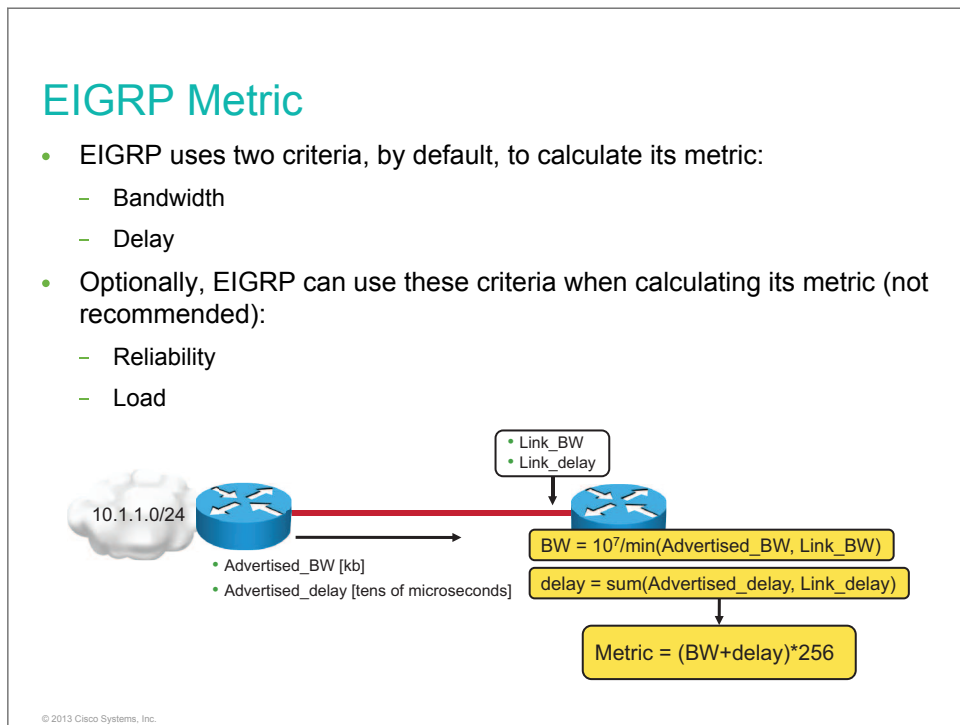 EIGRP Metric
• EIGRP uses two criteria, by default, to calculate its metric:
– Bandwidth
– Delay
• Optionally, EIGRP can use these criteria when calculating its metric (not
recommended):
– Reliability
– Load
• Link_BW
• Link_delay
10.1.1.0/24
• Advertised_BW [kb]
• Advertised_delay [tens of microseconds]
BW = 10⁷/min(Advertised_BW, Link_BW)
delay = sum(Advertised_delay, Link_delay)
Metric = (BW+delay)*256
© 2013 Cisco Systems, Inc.